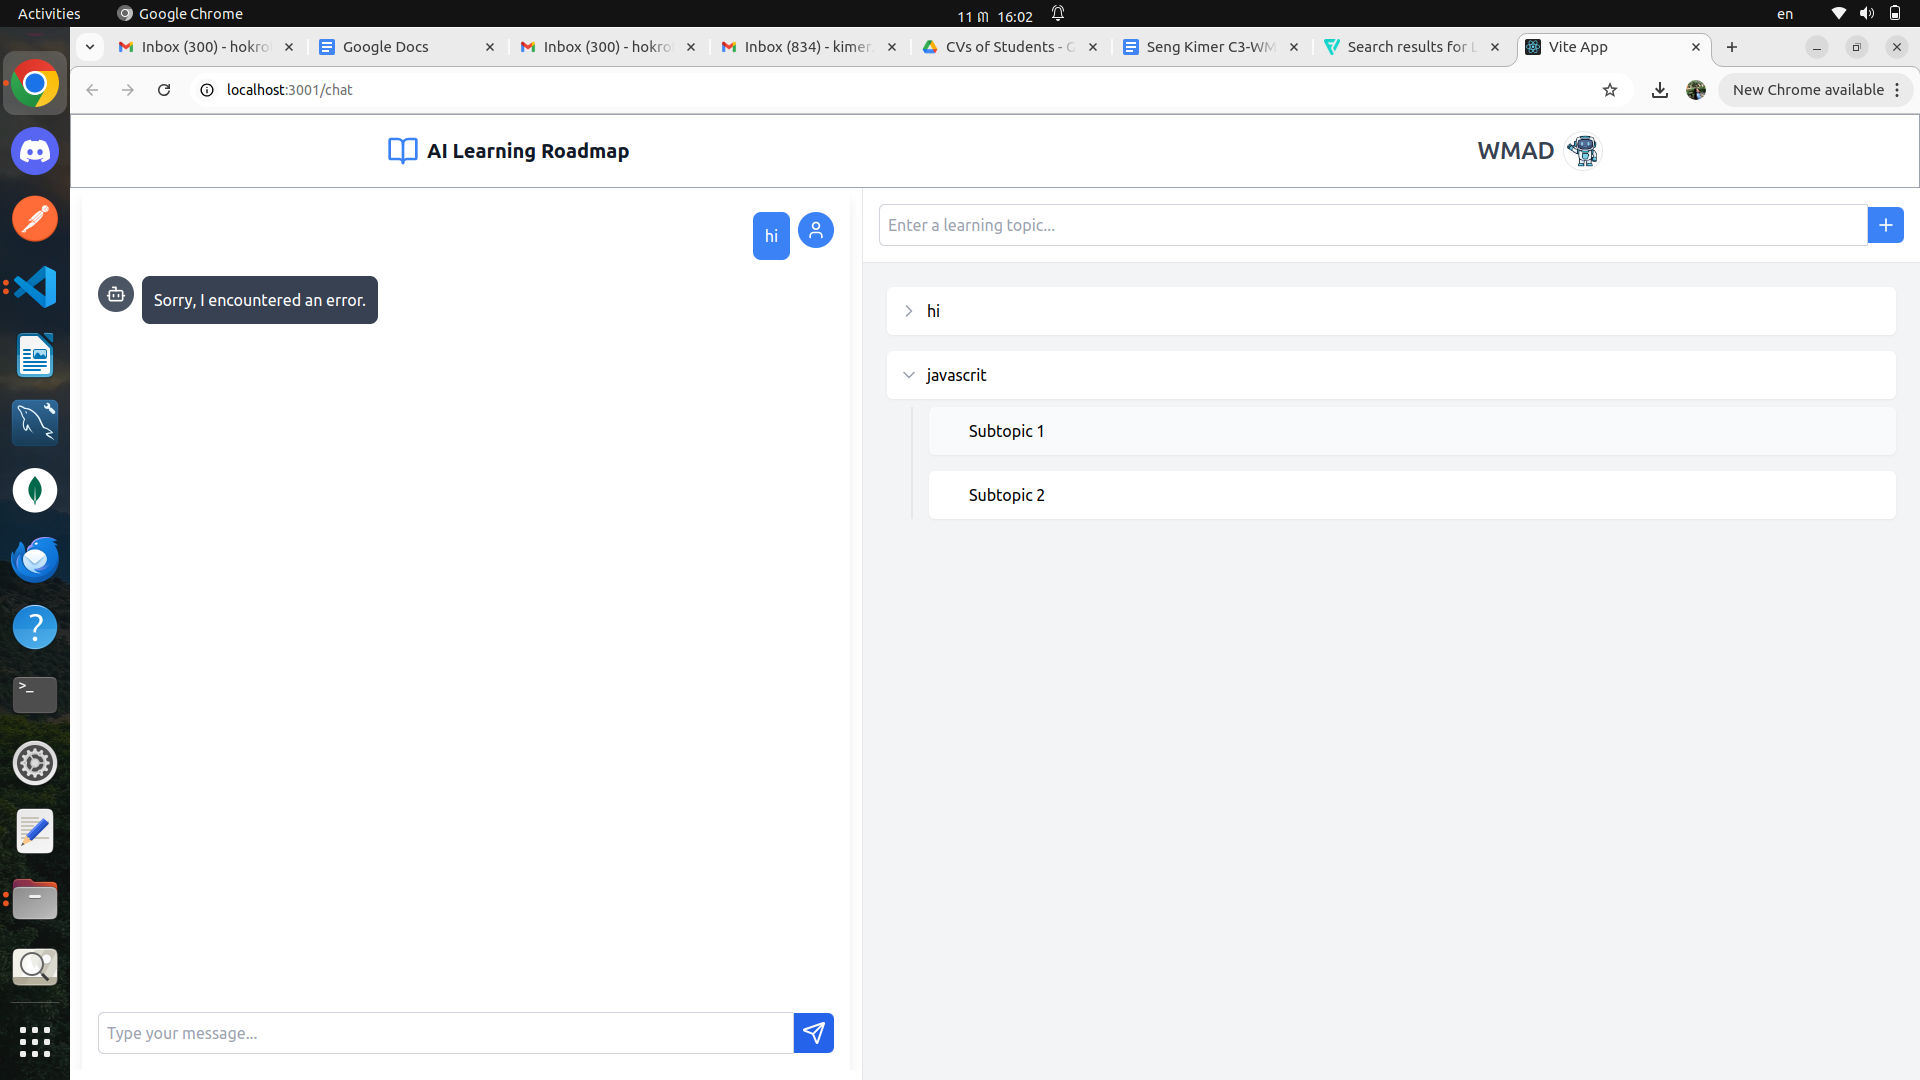 Activities
Google Chrome
11 ៣ 16:02
en
Inbox (300) - hokro
Google Docs
Inbox (300) - hokro
Inbox (834) - kimer.
CVs of Students - G
Seng Kimer C3-WM
Search results for L
Vite App
localhost:3001/chat
New Chrome available
AI Learning Roadmap
WMAD
hi
Sorry, I encountered an error.
Type your message...
Enter a learning topic...
hi
javascrit
Subtopic 1
Subtopic 2